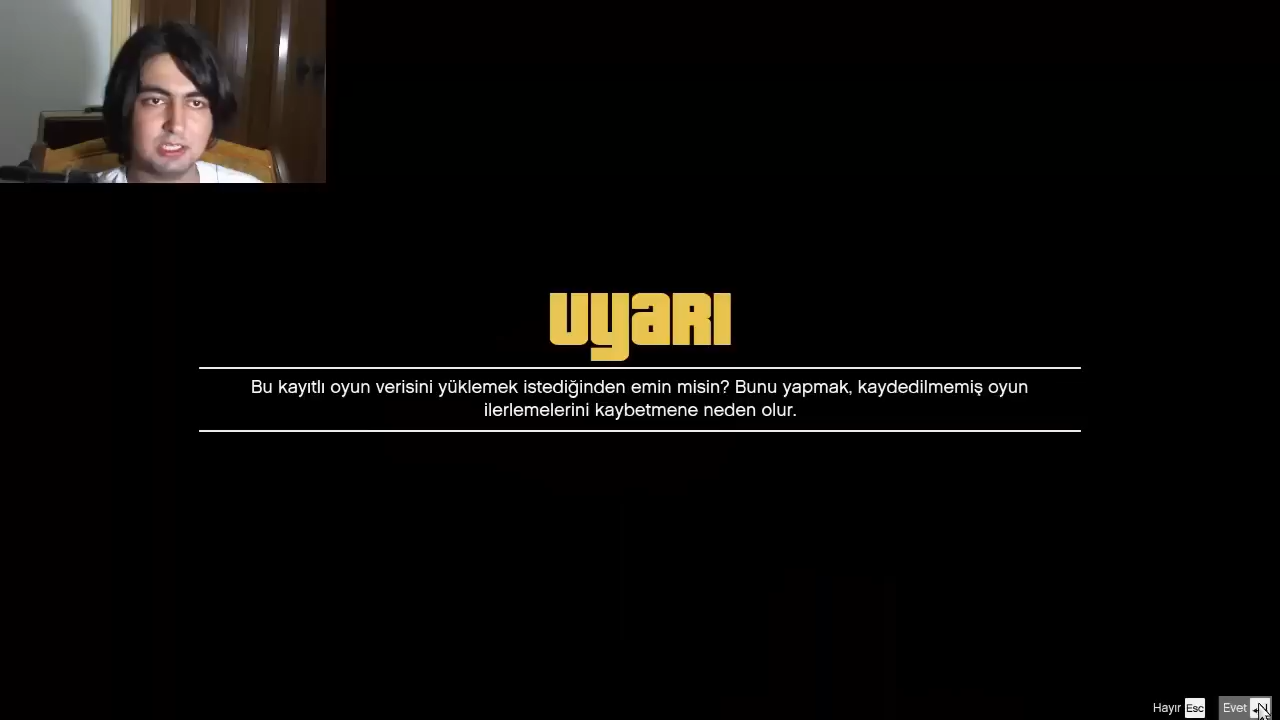 uyarı
Bu kayıtlı oyun verisini yüklemek istediğinden emin misin? Bunu yapmak, kaydedilmemiş oyun
ilerlemelerini kaybetmene neden olur.
Hayır Esc Evet